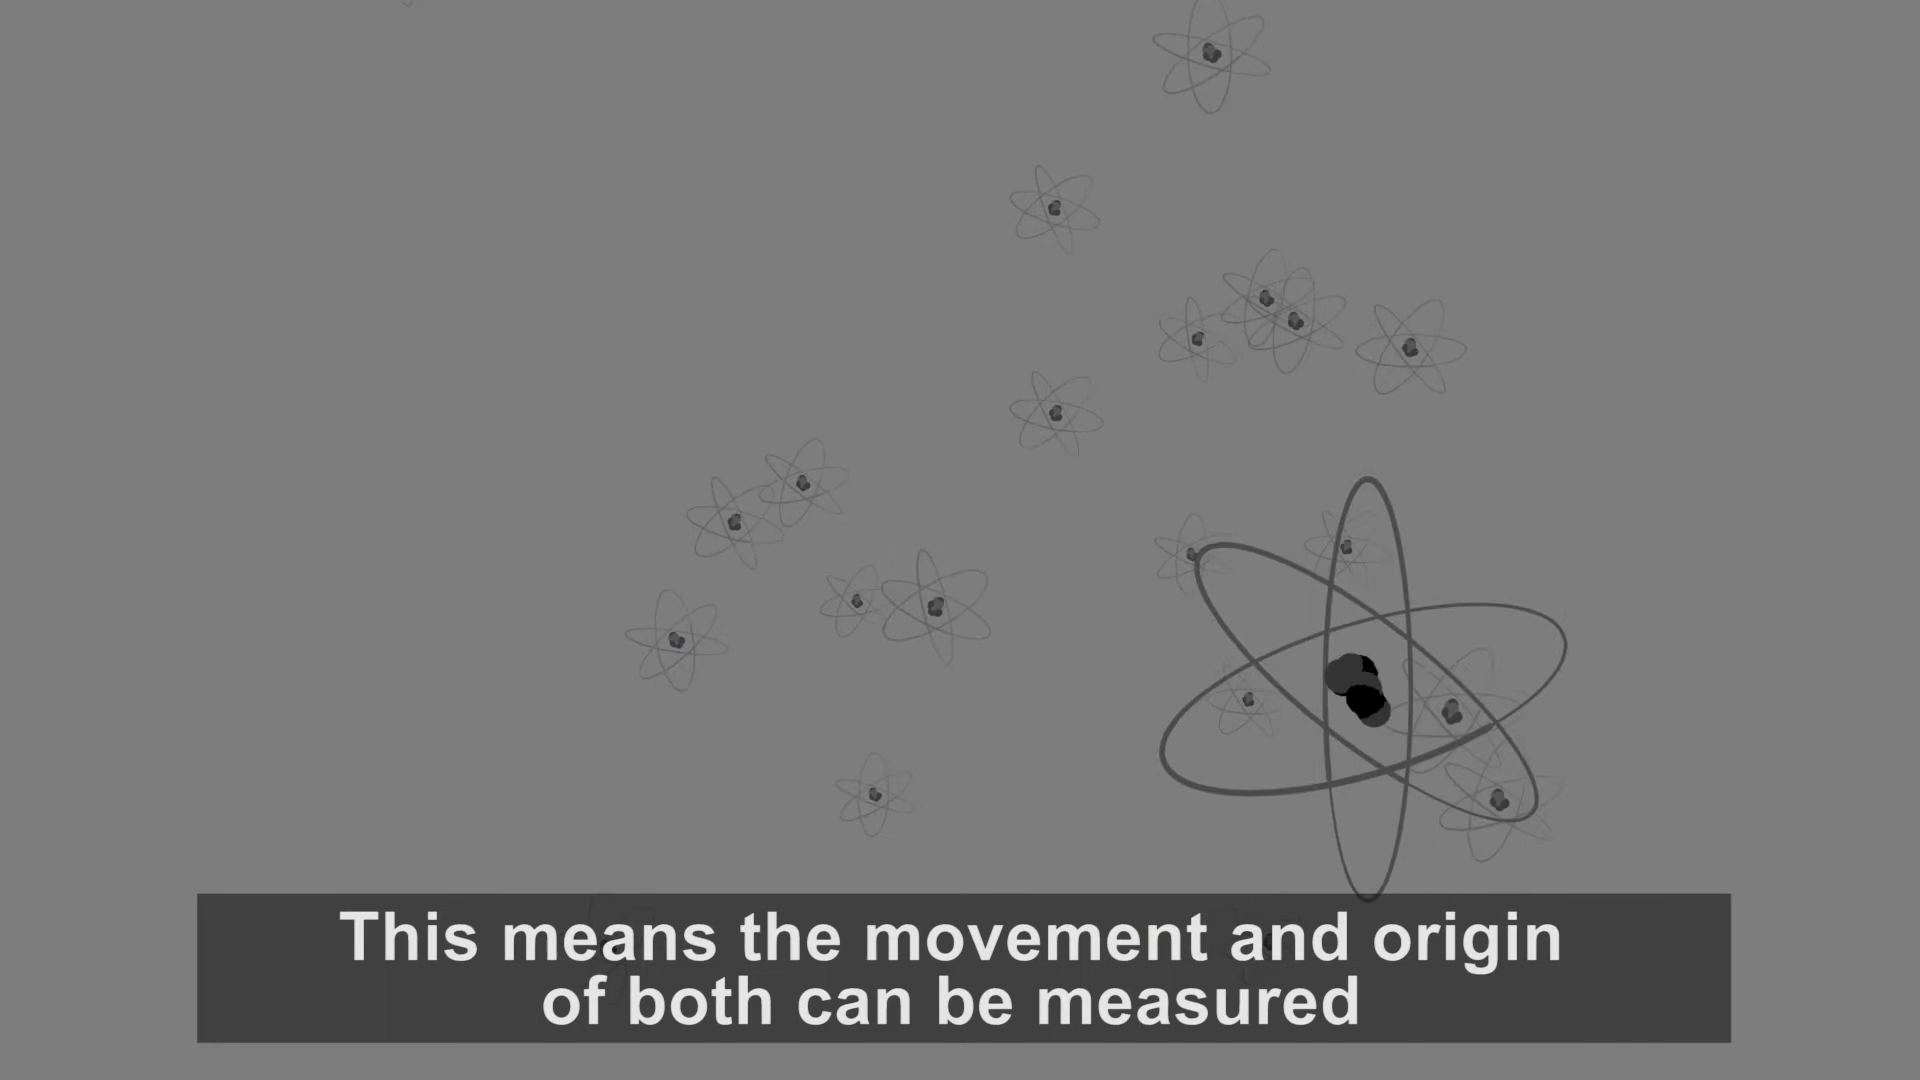 This means the movement and origin
of both can be measured